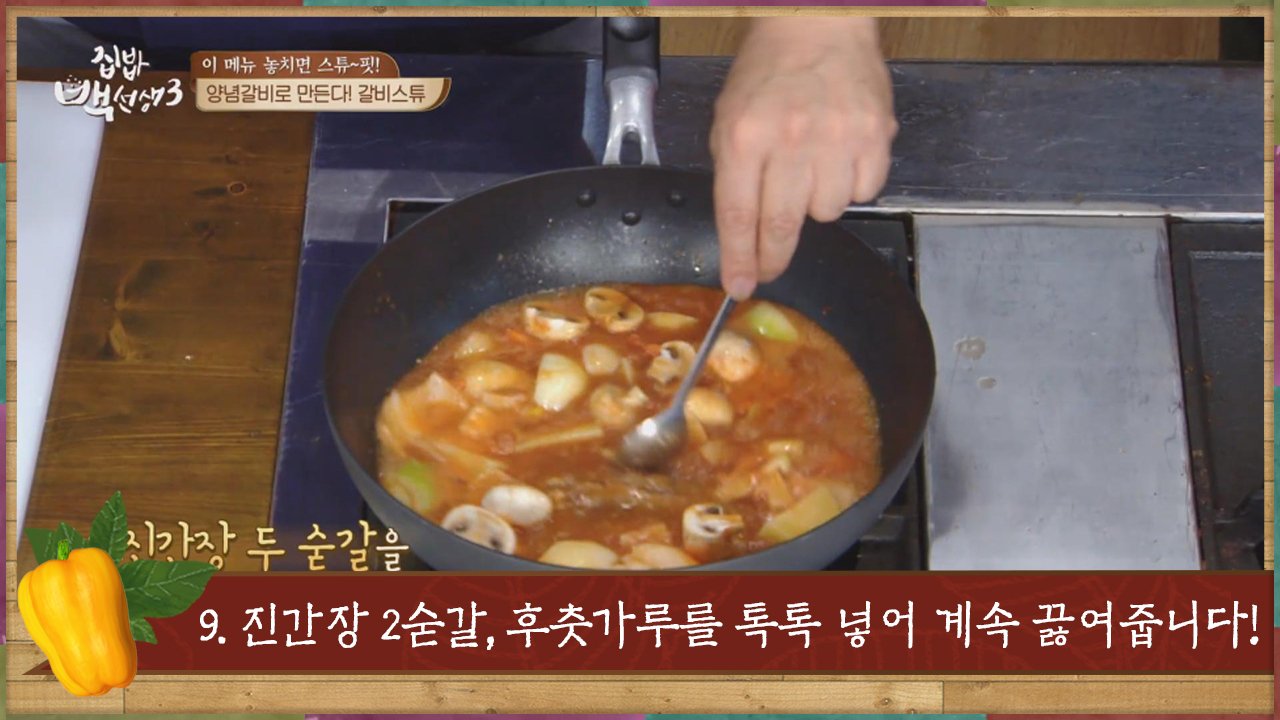 집밥
백선생3
이 메뉴 놓치면 스튜~핏!
양념갈비로 만든다! 갈비스튜
진간장 두 숟갈을
9. 진간장 2숟갈, 후춧가루를 톡톡 넣어 계속 끓여줍니다!